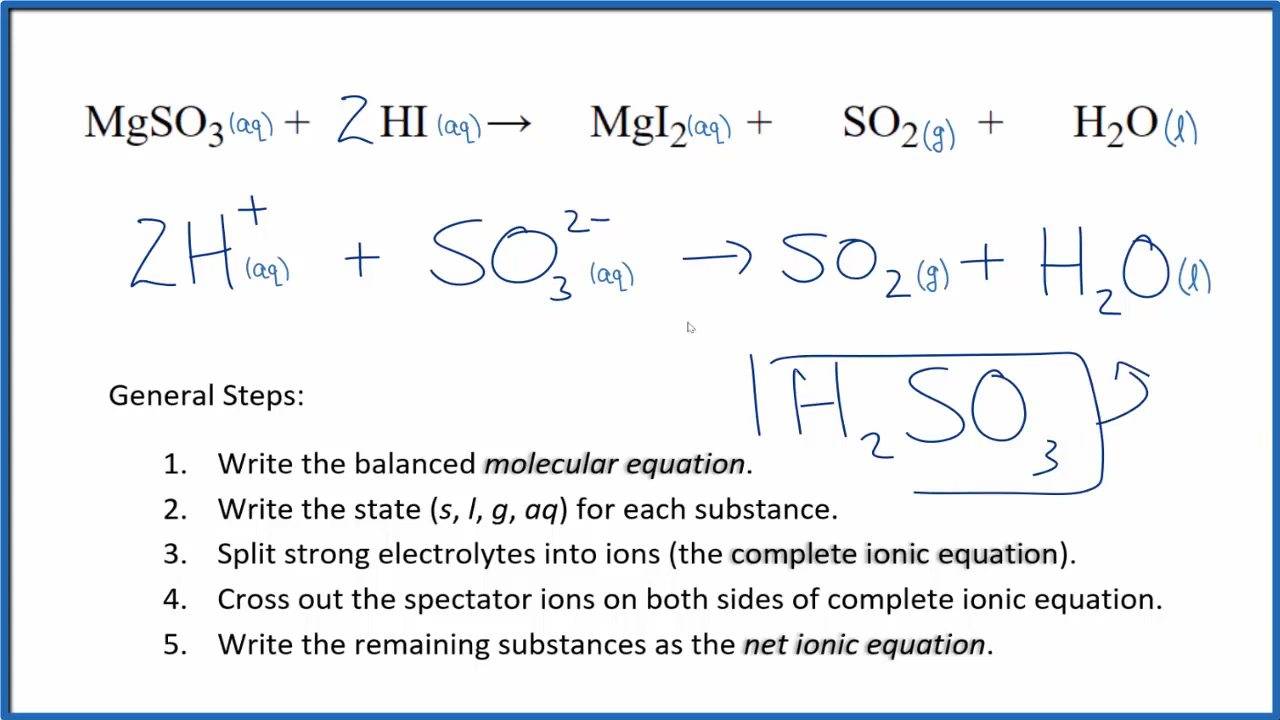 MgSO₃(aq) + 2 HI (aq) → MgI₂(aq) + SO₂(g) + H₂O(l)
2H⁺(aq) + SO₃²⁻(aq) → SO₂(g) + H₂O(l)
H₂SO₃
General Steps:
1. Write the balanced molecular equation.
2. Write the state (s, l, g, aq) for each substance.
3. Split strong electrolytes into ions (the complete ionic equation).
4. Cross out the spectator ions on both sides of complete ionic equation.
5. Write the remaining substances as the net ionic equation.